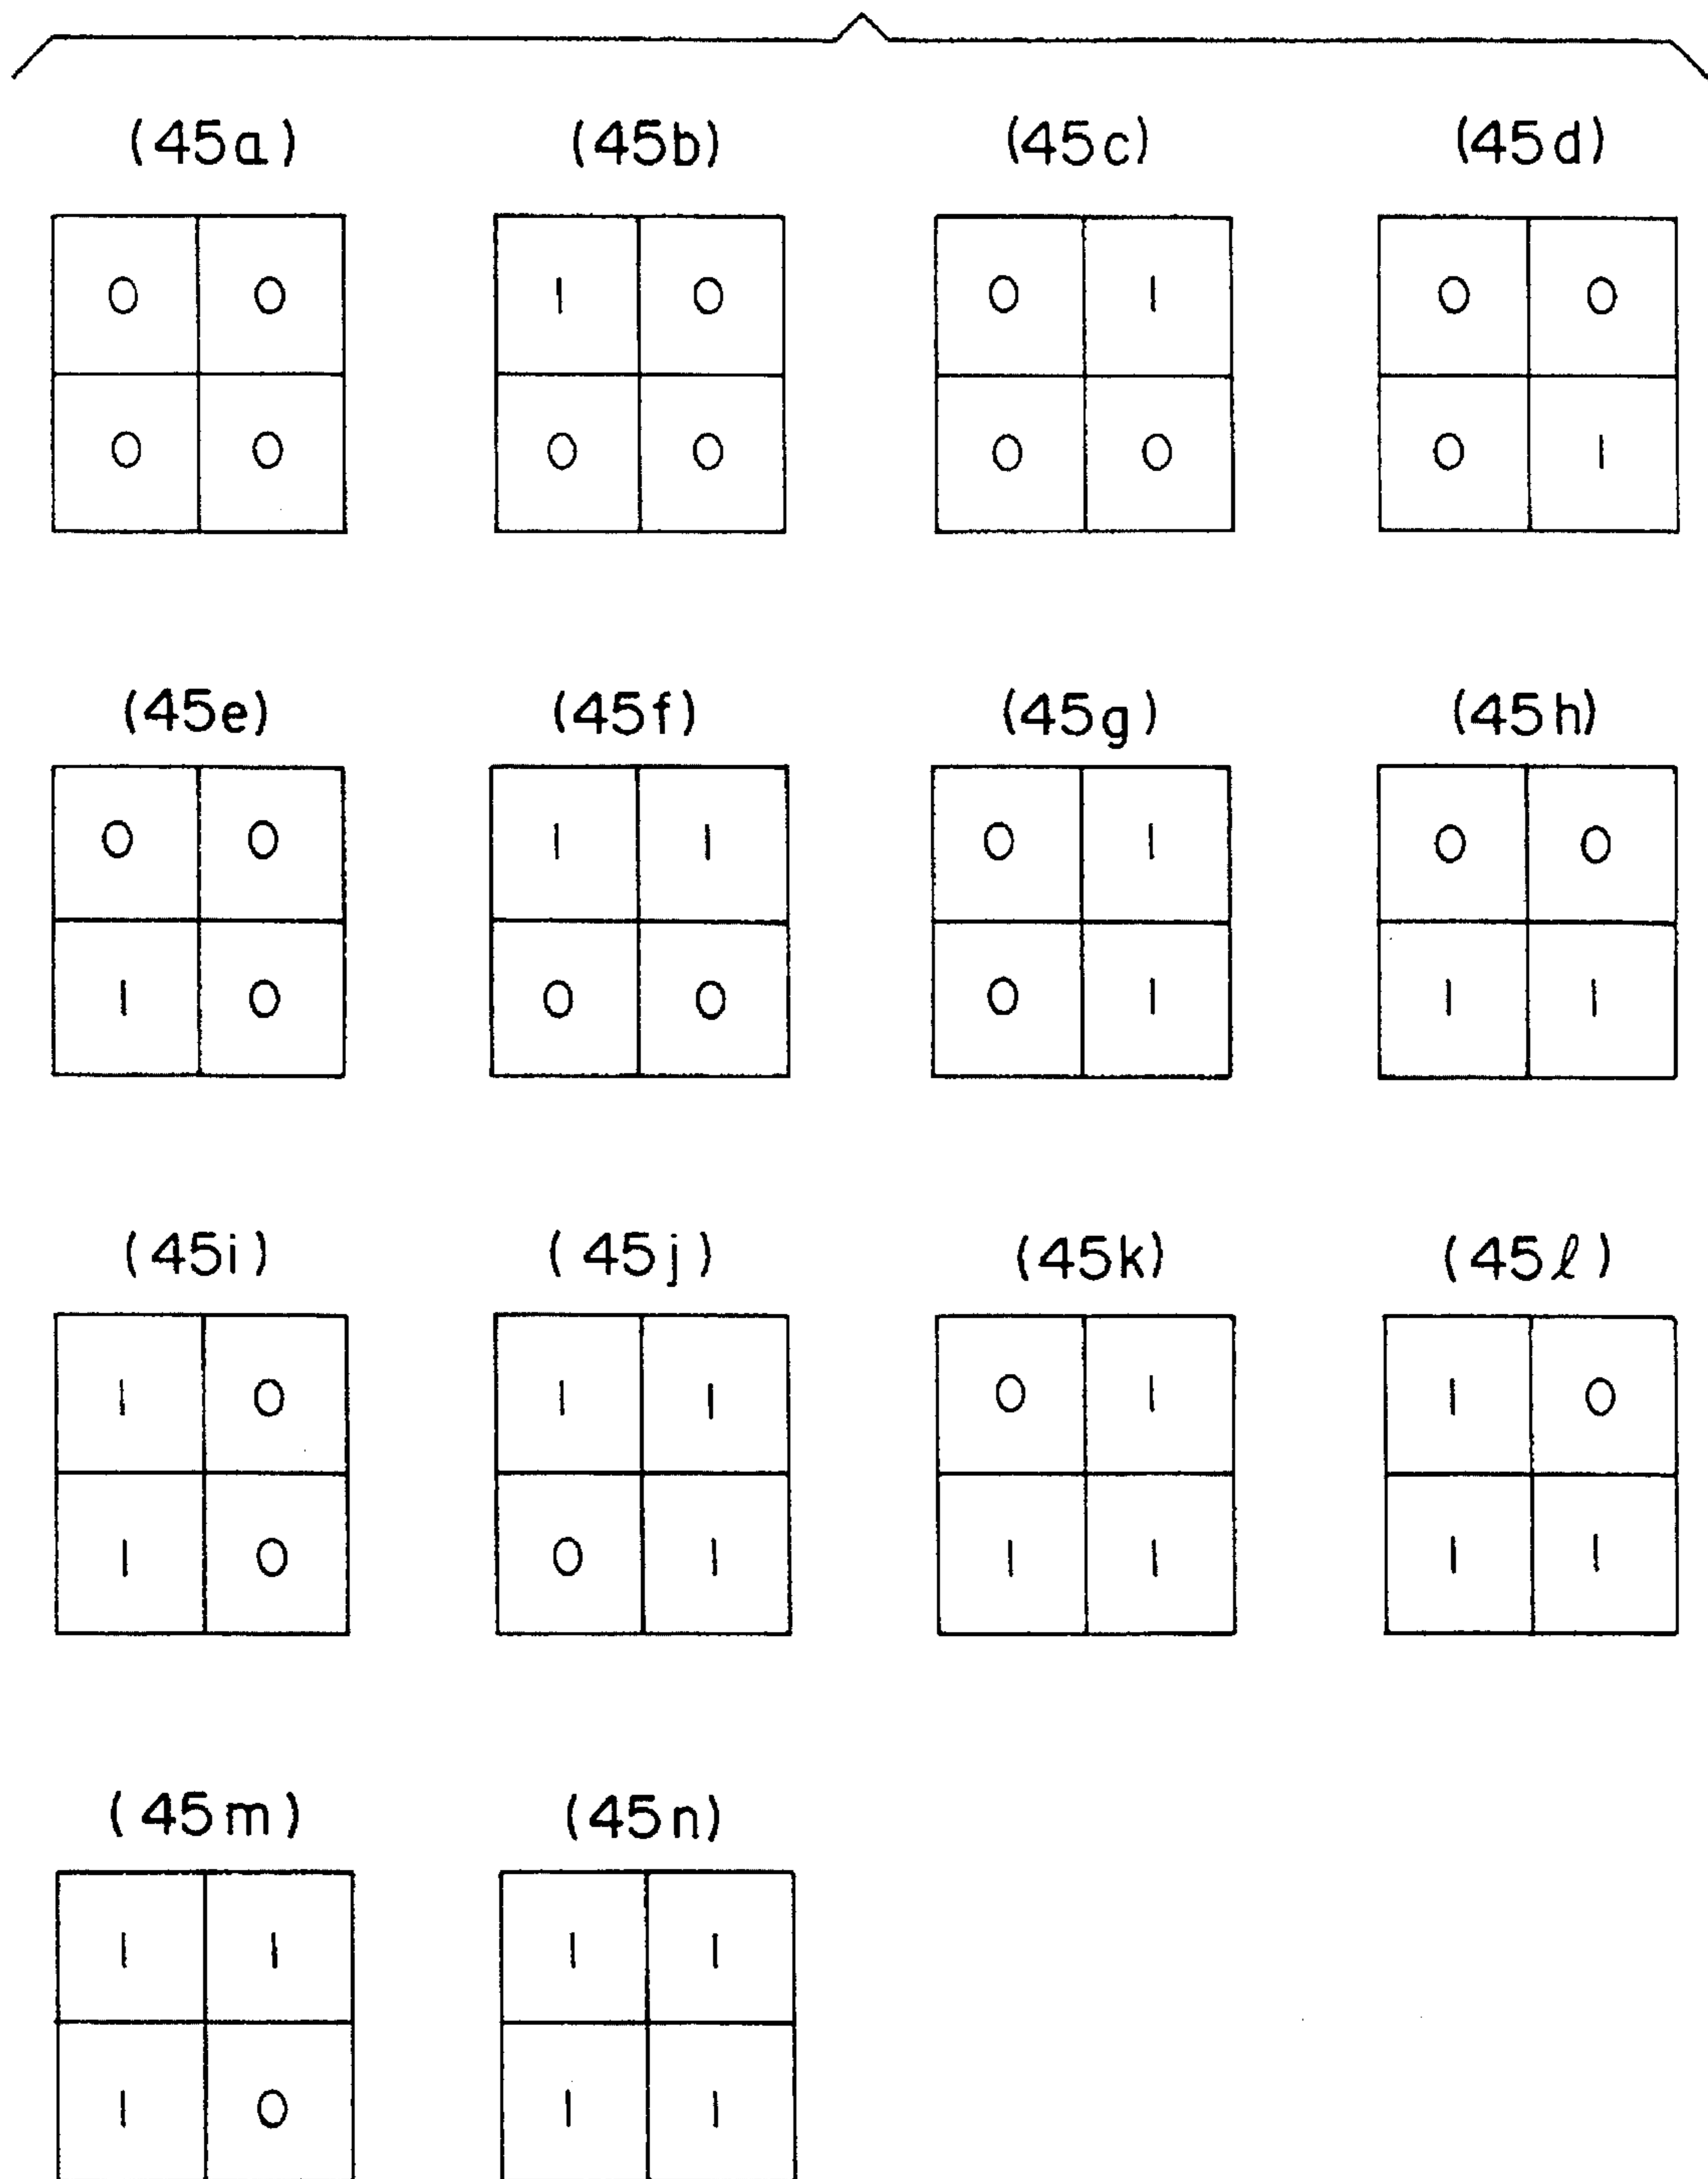 (45a) (45b) (45c) (45d)
0 0 1 0 0 1 0 0
0 0 0 0 0 0 0 1
(45e) (45f) (45g) (45h)
0 0 1 1 0 1 0 0
1 0 0 0 0 1 1 1
(45i) (45j) (45k) (45ℓ)
1 0 1 1 0 1 1 0
1 0 0 1 1 1 1 1
(45m) (45n)
1 1 1 1
1 0 1 1